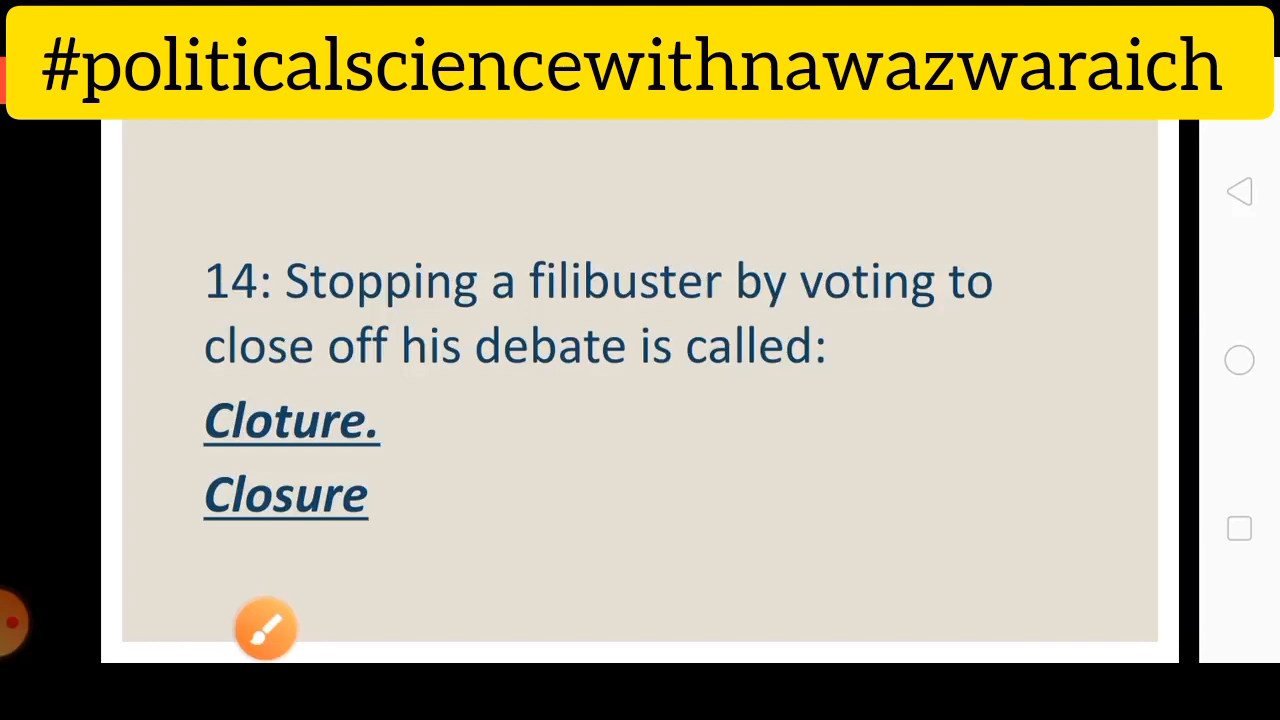 #politicalsciencewithnawazwaraich
14: Stopping a filibuster by voting to
close off his debate is called:
Cloture.
Closure